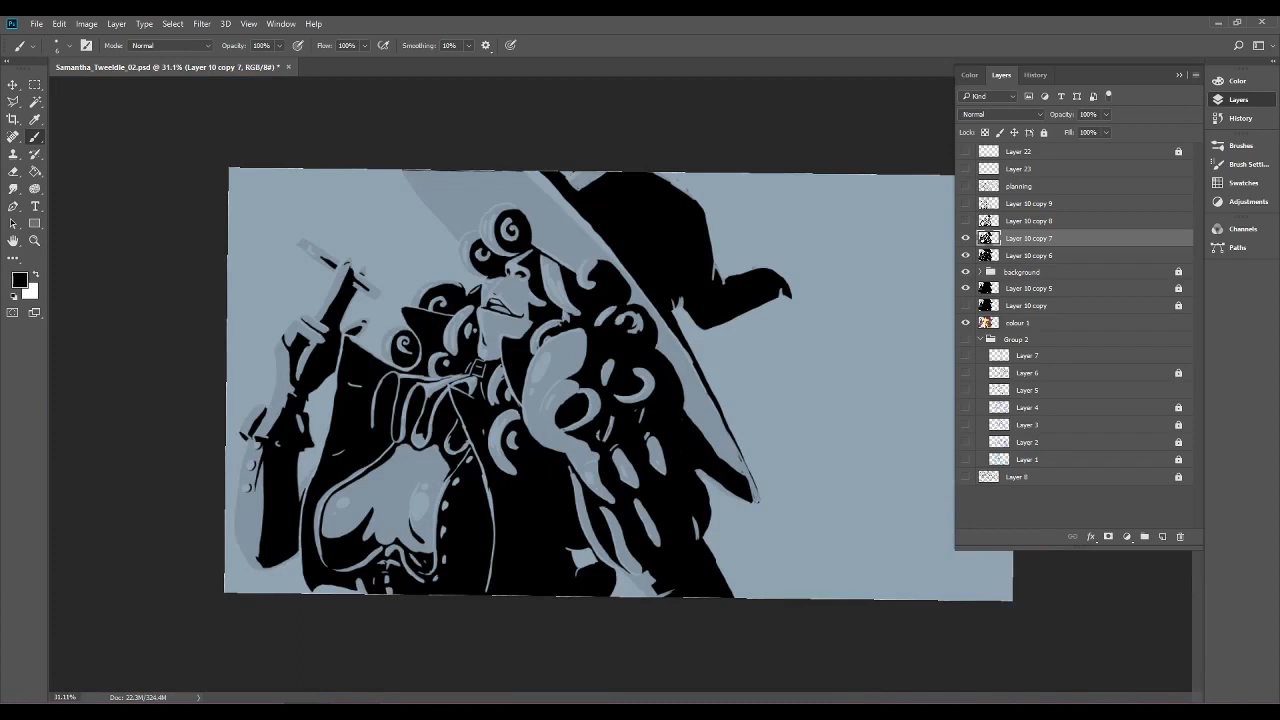 Ps File Edit Image Layer Type Select Filter 3D View Window Help
6 Mode: Normal Opacity: 100% Flow: 100% Smoothing: 10%
Samantha_Tweeldle_02.psd @ 31.1% (Layer 10 copy 7, RGB/8#) *
Color Layers History
Kind
Normal Opacity: 100%
Lock: Fill: 100%
Layer 22
Layer 23
planning
Layer 10 copy 9
Layer 10 copy 8
Layer 10 copy 7
Layer 10 copy 6
background
Layer 10 copy 5
Layer 10 copy
colour 1
Group 2
Layer 7
Layer 6
Layer 5
Layer 4
Layer 3
Layer 2
Layer 1
Layer 8
fx
Color
Layers
History
Brushes
Brush Setti...
Swatches
Adjustments
Channels
Paths
31.11% Doc: 22.3M/324.4M